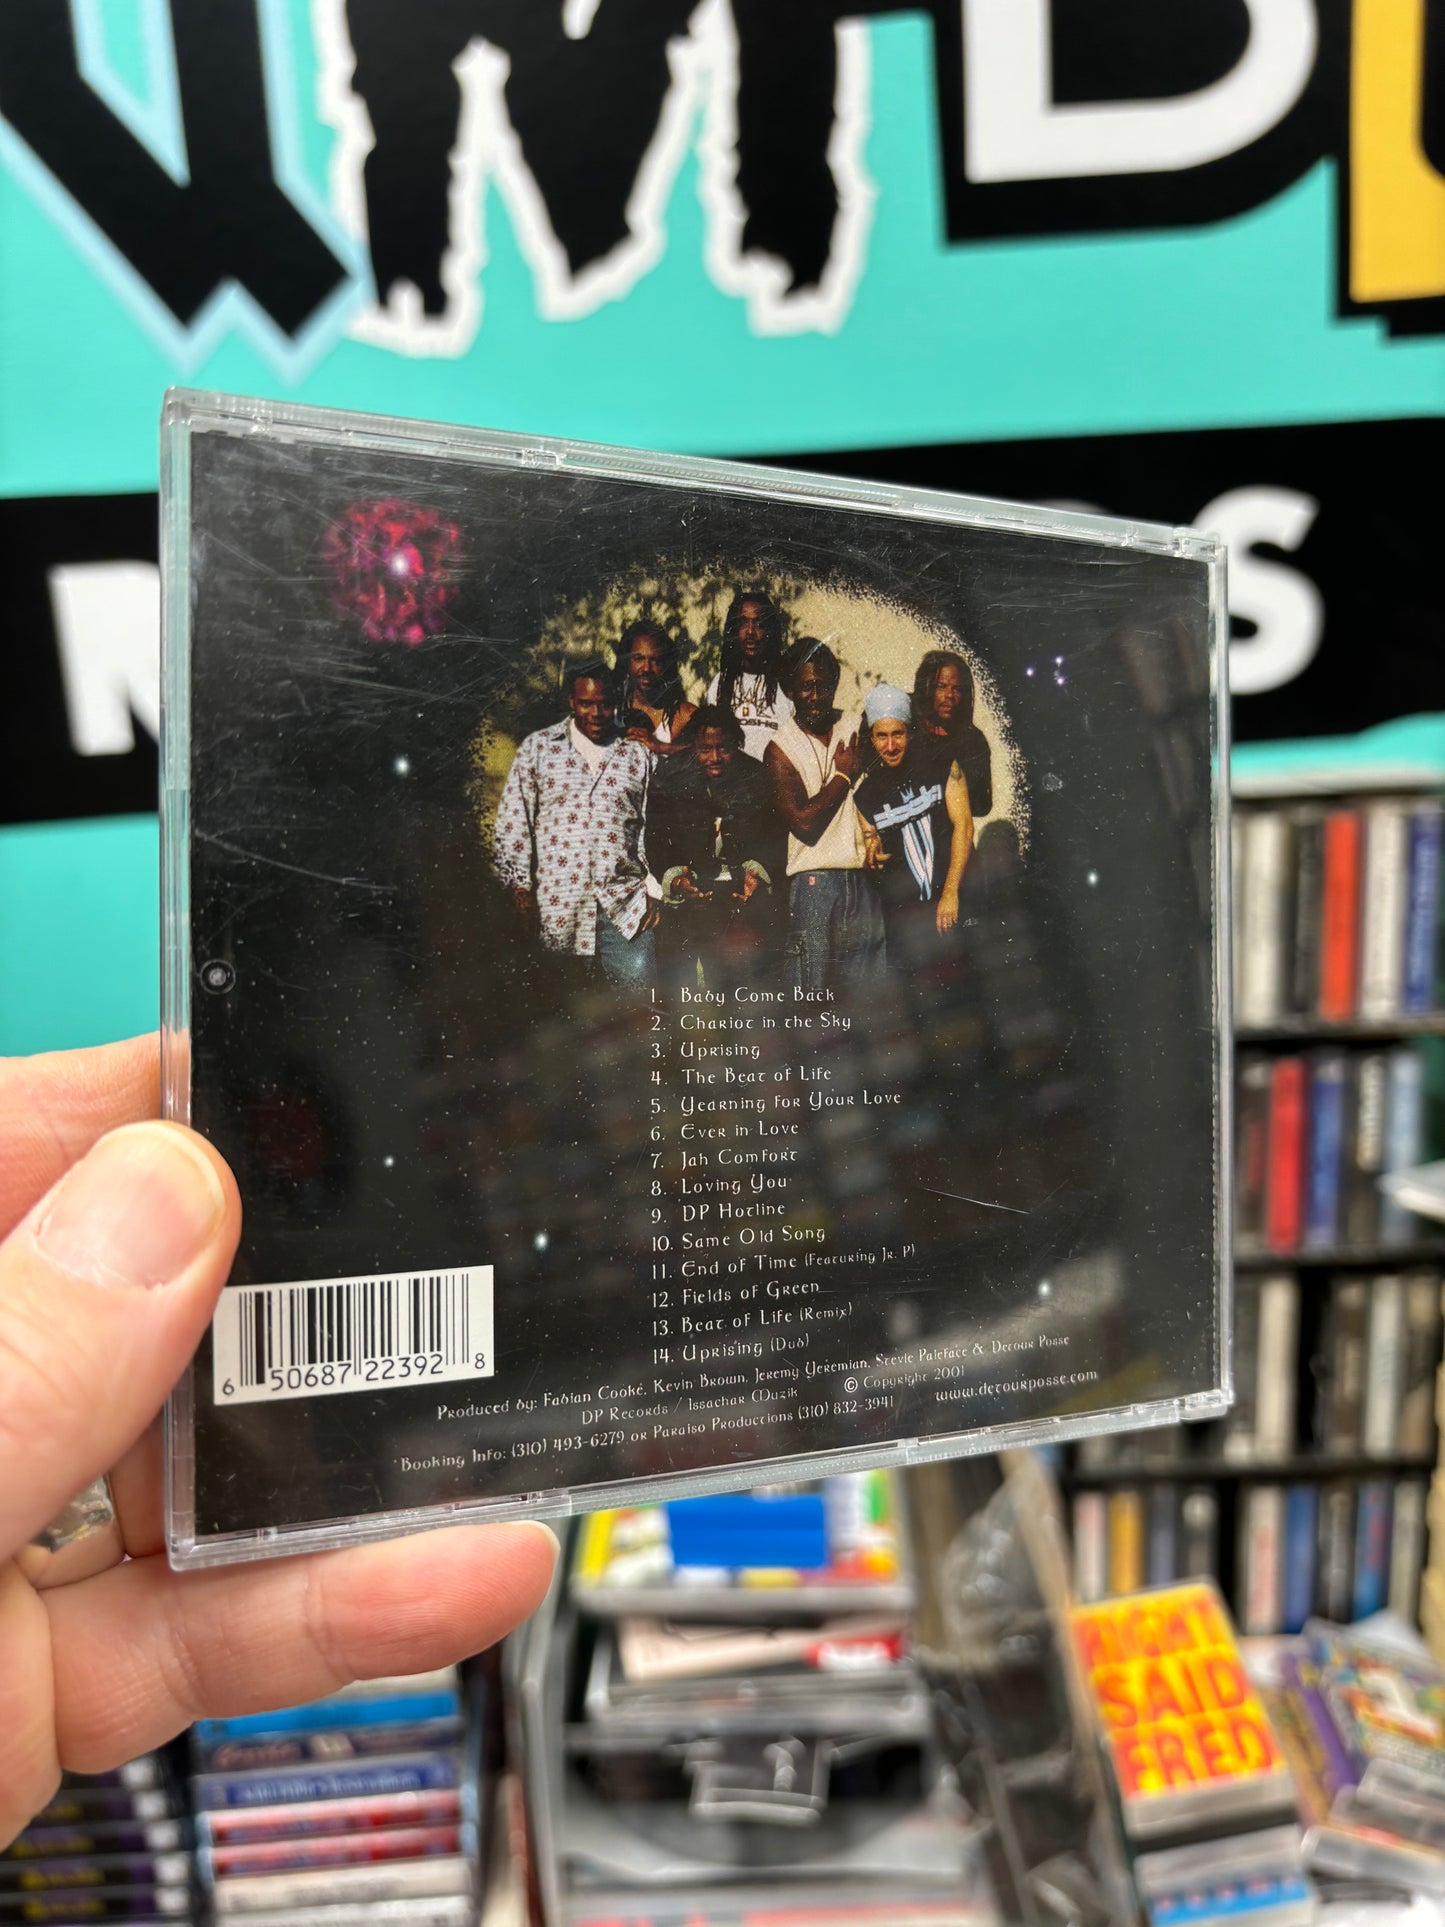 1. Baby Come Back
2. Chariot in the Sky
3. Uprising
4. The Beat of Life
5. Yearning for Your Love
6. Ever in Love
7. Jah Comfort
8. Loving You
9. DP Hotline
10. Same Old Song
11. End of Time (Featuring Jr. P)
12. Fields of Green
13. Beat of Life (Remix)
14. Uprising (Dub)
6 50687 22392 8
Produced by: Fabian Cooke, Kevin Brown, Jeremy Yeremian, Stevie Paleface & Detour Posse
DP Records / Issachar Muzik © Copyright 2001
Booking Info: (310) 493-6279 or Paraiso Productions (310) 832-3941 www.detourposse.com
RIGHT
SAID
FRED